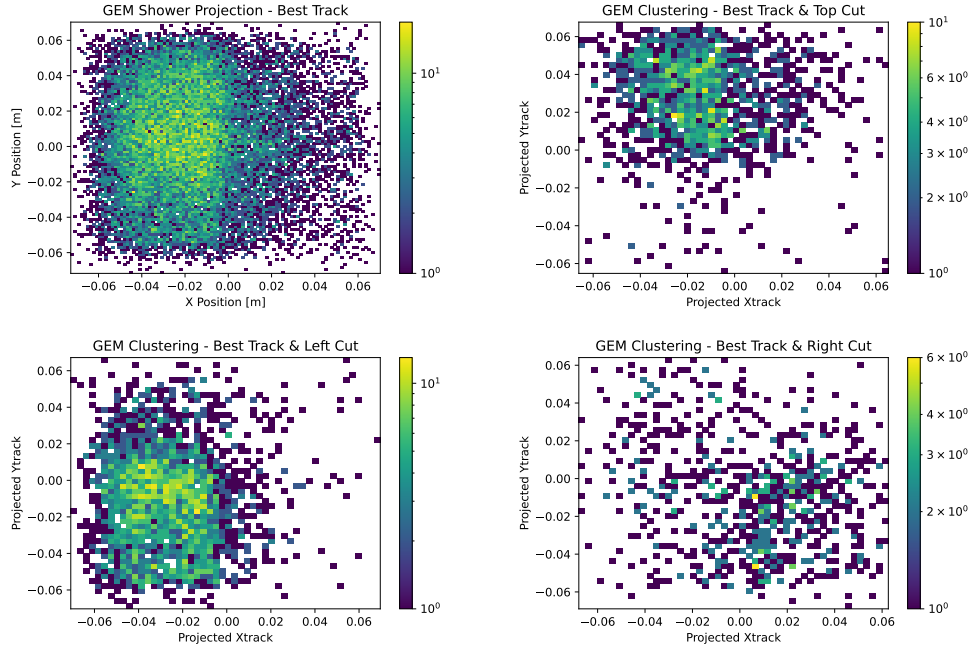 GEM Shower Projection - Best Track
Y Position [m]
0.06
0.04
0.02
0.00
−0.02
−0.04
−0.06
−0.06 −0.04 −0.02 0.00 0.02 0.04 0.06
X Position [m]
10¹
10⁰
GEM Clustering - Best Track & Top Cut
Projected Ytrack
0.06
0.04
0.02
0.00
−0.02
−0.04
−0.06
−0.06 −0.04 −0.02 0.00 0.02 0.04 0.06
Projected Xtrack
10¹
6 × 10⁰
4 × 10⁰
3 × 10⁰
2 × 10⁰
10⁰
GEM Clustering - Best Track & Left Cut
Projected Ytrack
0.06
0.04
0.02
0.00
−0.02
−0.04
−0.06
−0.06 −0.04 −0.02 0.00 0.02 0.04 0.06
Projected Xtrack
10¹
10⁰
GEM Clustering - Best Track & Right Cut
Projected Ytrack
0.06
0.04
0.02
0.00
−0.02
−0.04
−0.06
−0.06 −0.04 −0.02 0.00 0.02 0.04 0.06
Projected Xtrack
6 × 10⁰
4 × 10⁰
3 × 10⁰
2 × 10⁰
10⁰